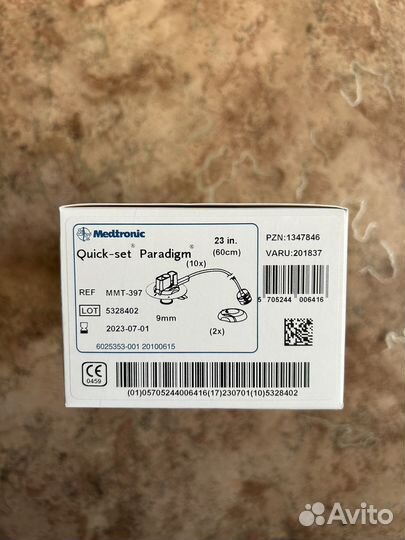 Medtronic
Quick-set® Paradigm®
(10x)
23 in.
(60cm)
PZN:1347846
VARU:201837
REF MMT-397
LOT 5328402
2023-07-01
9mm
(2x)
5 705244 006416
6025353-001 20100615
CE
0459
(01)05705244006416(17)230701(10)5328402
Avito